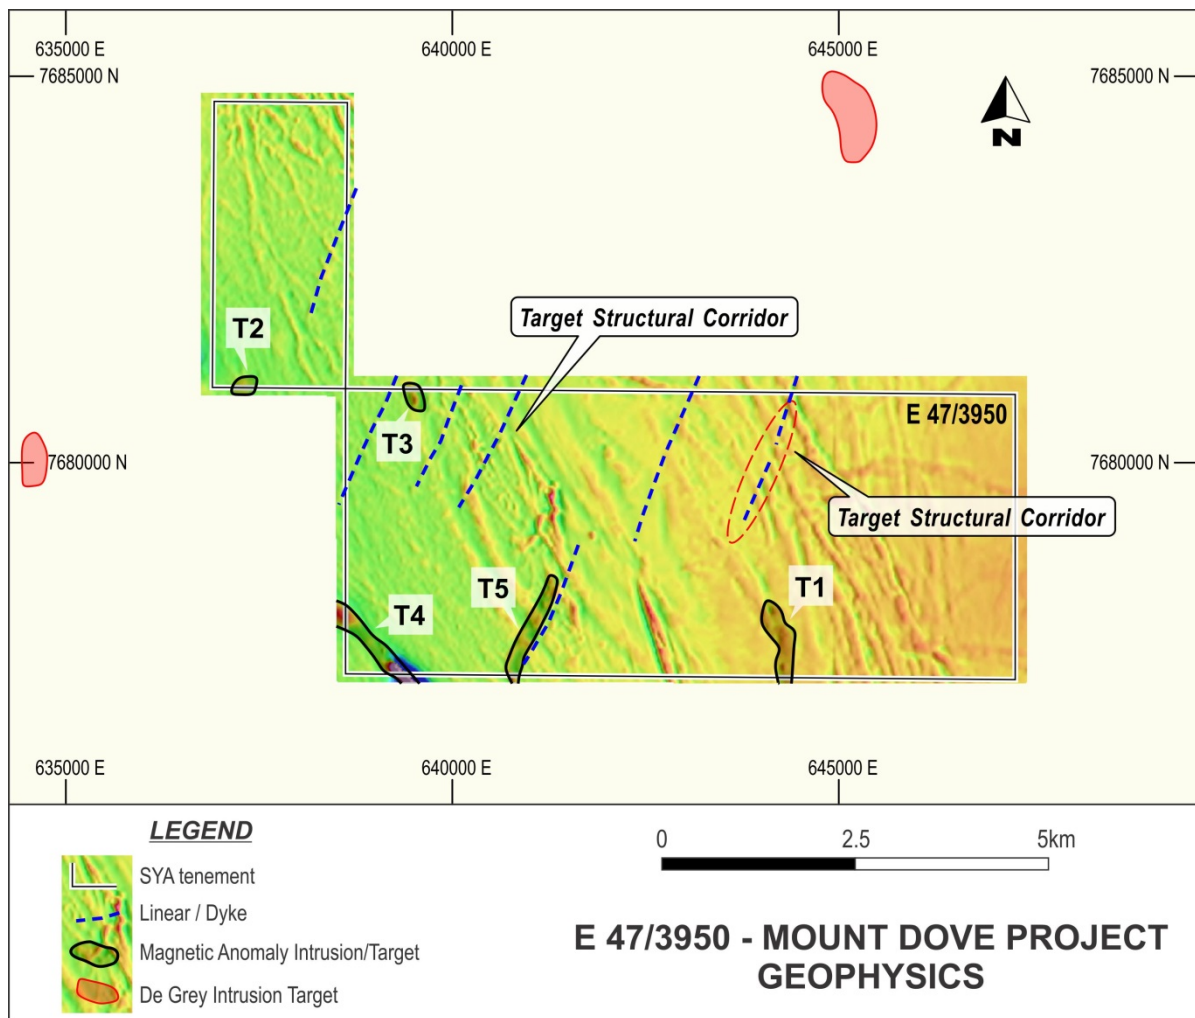 635000 E
640000 E
645000 E
7685000 N
7685000 N
N
T2
Target Structural Corridor
T3
E 47/3950
7680000 N
7680000 N
Target Structural Corridor
T5
T1
T4
635000 E
640000 E
645000 E
LEGEND
SYA tenement
Linear / Dyke
Magnetic Anomaly Intrusion/Target
De Grey Intrusion Target
0
2.5
5km
E 47/3950 - MOUNT DOVE PROJECT
GEOPHYSICS